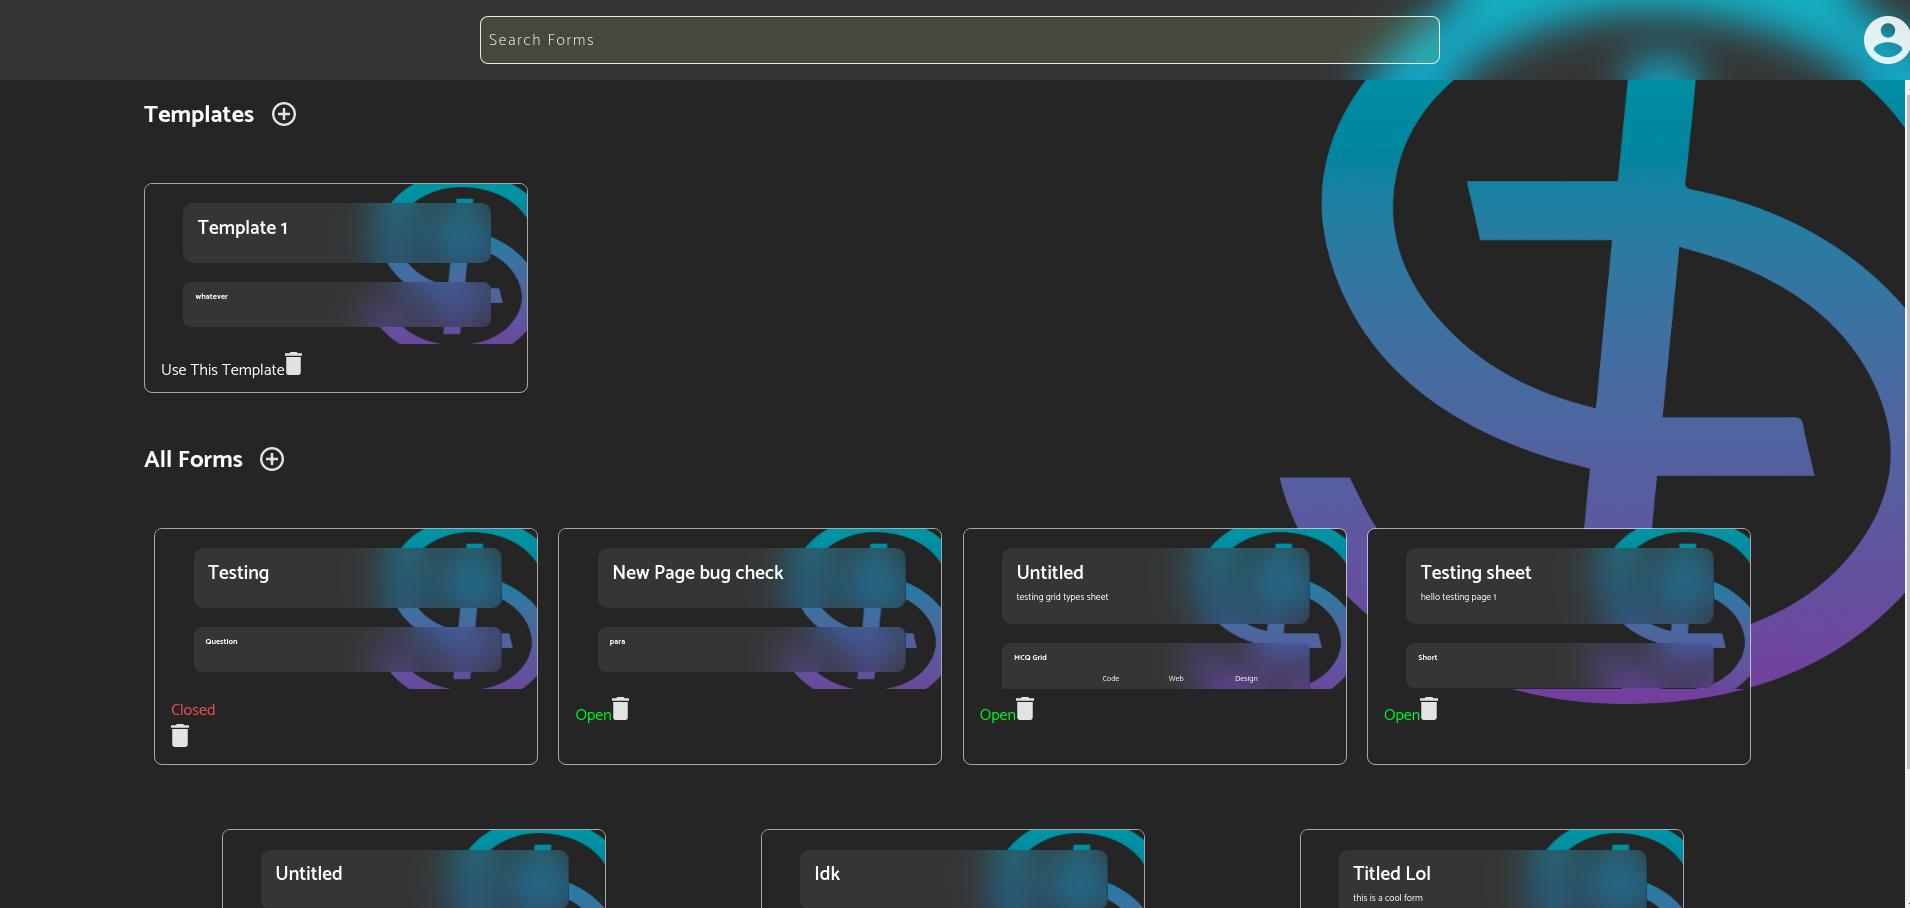 Search Forms
Templates
Template 1
whatever
Use This Template
All Forms
Testing
Question
Closed
New Page bug check
para
Open
Untitled
testing grid types sheet
MCQ Grid
Code Web Design
Open
Testing sheet
hello testing page 1
Short
Open
Untitled
Idk
Titled Lol
this is a cool form